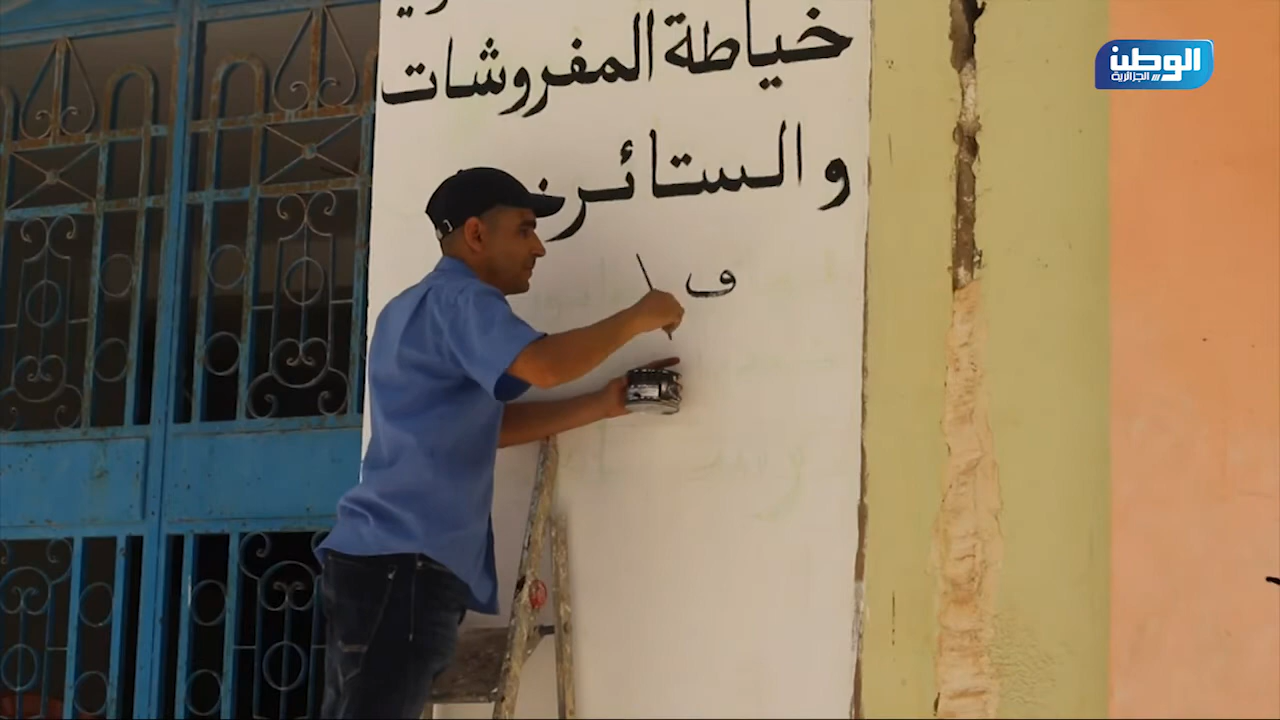 خياطة المفروشات
والستائر
و
الوطن
الجزائرية